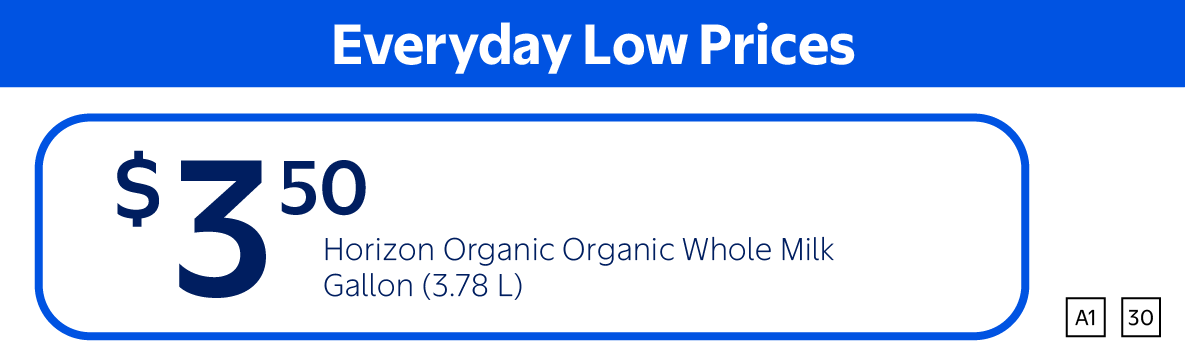 Everyday Low Prices
$3 50
Horizon Organic Organic Whole Milk
Gallon (3.78 L)
A1 30